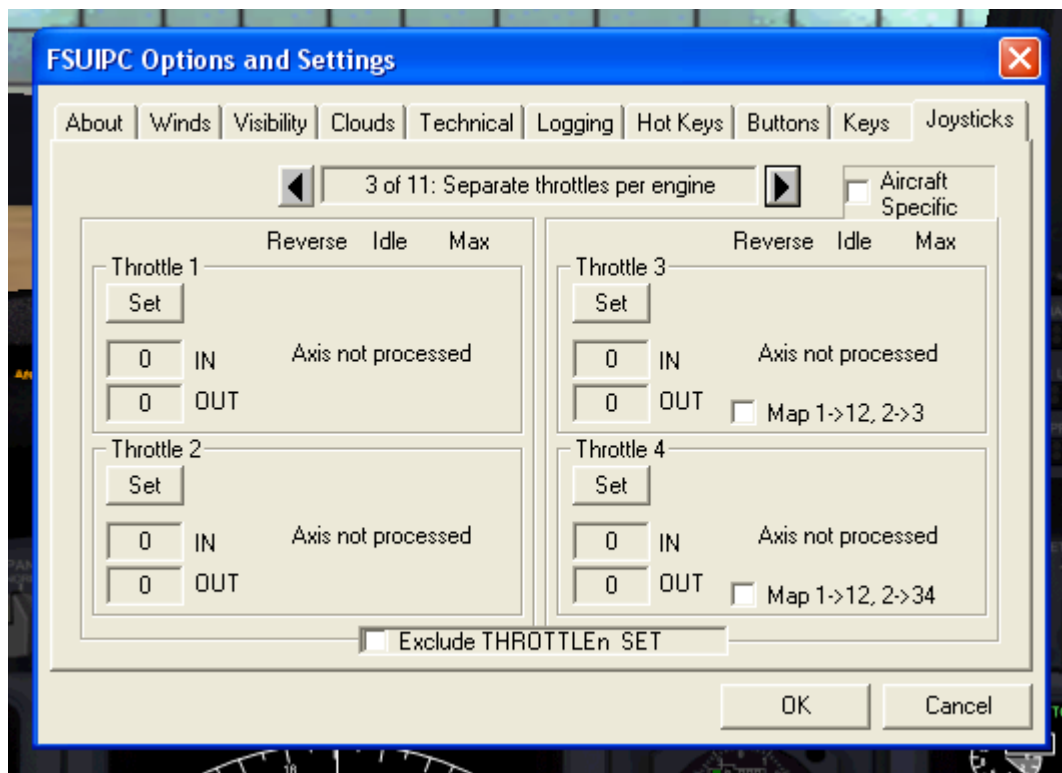 FSUIPC Options and Settings
About Winds Visibility Clouds Technical Logging Hot Keys Buttons Keys Joysticks
3 of 11: Separate throttles per engine
Aircraft
Specific
Reverse Idle Max
Throttle 1
Set
0 IN Axis not processed
0 OUT
Throttle 2
Set
0 IN Axis not processed
0 OUT
Reverse Idle Max
Throttle 3
Set
0 IN Axis not processed
0 OUT Map 1->12, 2->3
Throttle 4
Set
0 IN Axis not processed
0 OUT Map 1->12, 2->34
Exclude THROTTLEn SET
OK Cancel
18